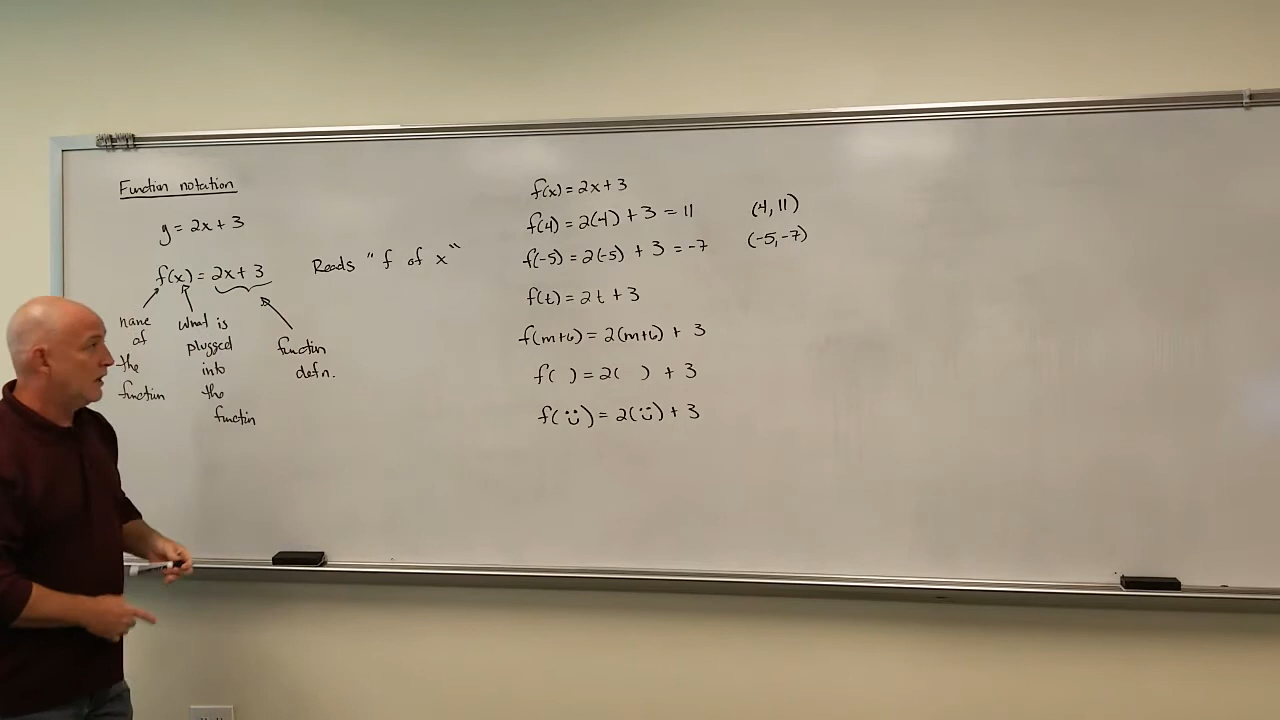 Function notation
y = 2x + 3
f(x) = 2x + 3
Reads "f of x"
name
of
the
function
what is
plugged
into
the
function
function
defn.
f(x) = 2x + 3
f(4) = 2(4) + 3 = 11
(4, 11)
f(-5) = 2(-5) + 3 = -7
(-5, -7)
f(t) = 2t + 3
f(m+6) = 2(m+6) + 3
f( ) = 2( ) + 3
f(ü) = 2(ü) + 3